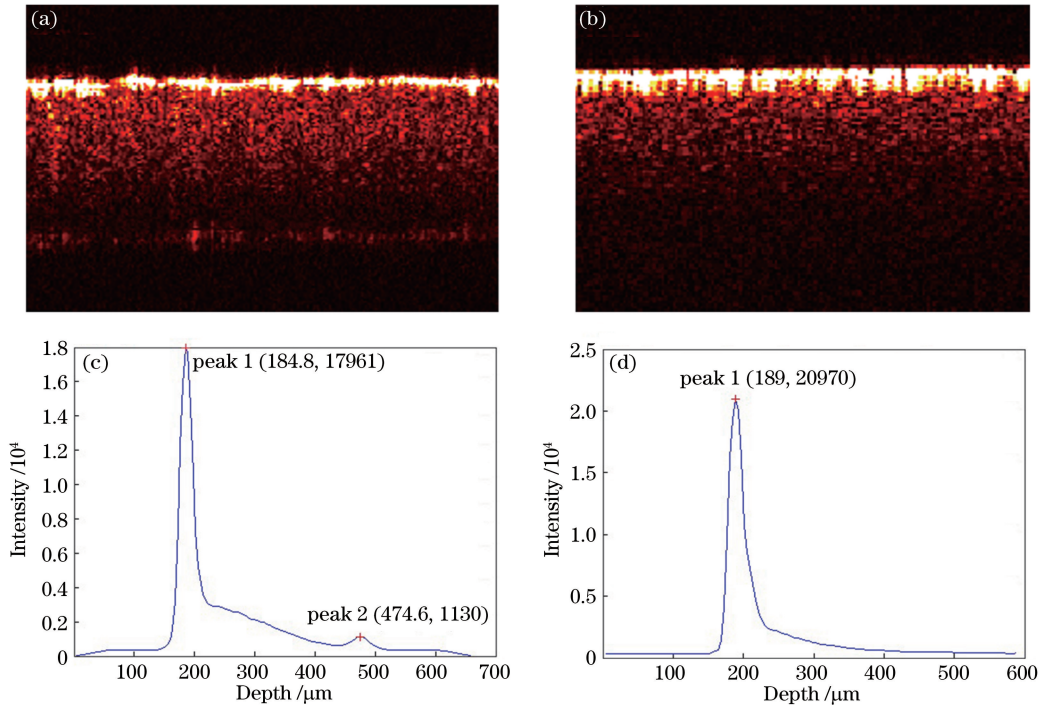 (a)
(b)
(c)
peak 1 (184.8, 17961)
peak 2 (474.6, 1130)
1.8
1.6
1.4
1.2
1.0
0.8
0.6
0.4
0.2
0
Intensity /10⁴
100
200
300
400
500
600
700
Depth /μm
(d)
peak 1 (189, 20970)
2.5
2.0
1.5
1.0
0.5
0
Intensity /10⁴
100
200
300
400
500
600
Depth /μm